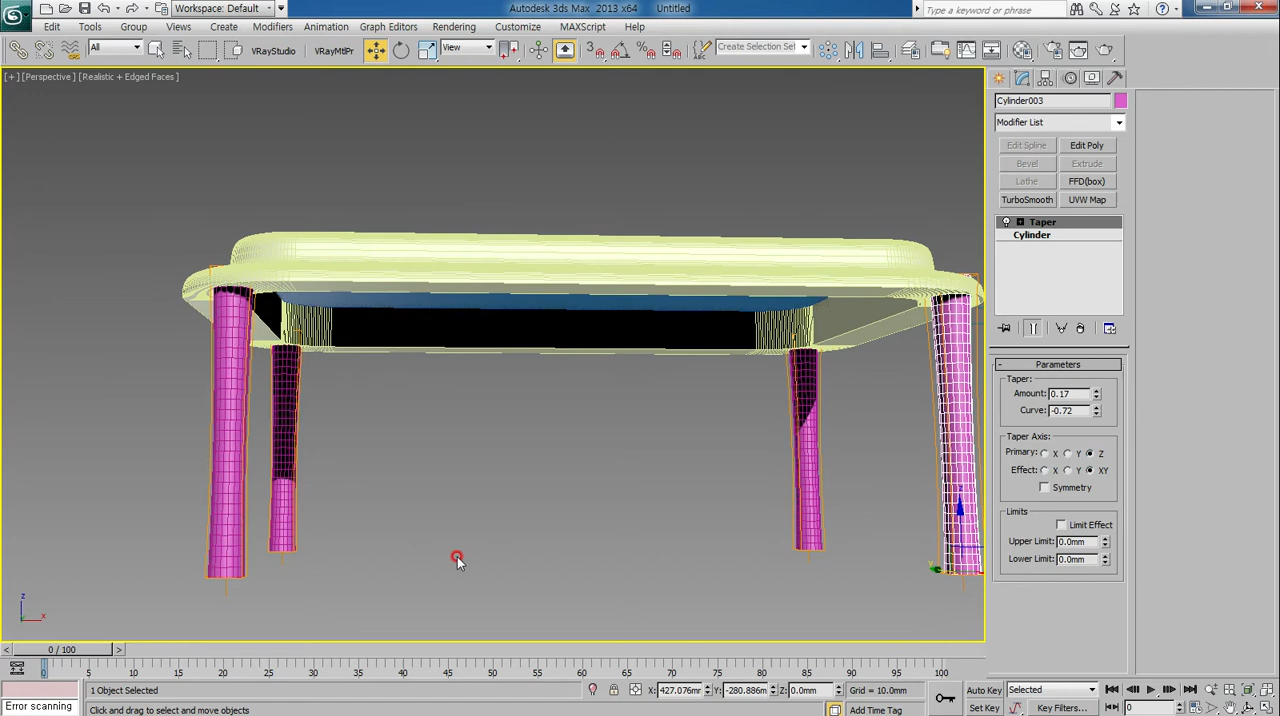 Workspace: Default
Autodesk 3ds Max 2013 x64 Untitled
Type a keyword or phrase
Edit Tools Group Views Create Modifiers Animation Graph Editors Rendering Customize MAXScript Help
All
VRayStudio
VRayMtlPr
View
3
Create Selection Set
[+] [Perspective] [Realistic + Edged Faces]
Cylinder003
Modifier List
Edit Spline Edit Poly
Bevel Extrude
Lathe FFD(box)
TurboSmooth UVW Map
Taper
Cylinder
- Parameters
Taper:
Amount: 0.17
Curve: -0.72
Taper Axis:
Primary: X Y Z
Effect: X Y XY
Symmetry
Limits
Limit Effect
Upper Limit: 0.0mm
Lower Limit: 0.0mm
z
x
0 / 100
0 5 10 15 20 25 30 35 40 45 50 55 60 65 70 75 80 85 90 95 100
1 Object Selected
X: 427.076mm Y: -280.886m Z: 0.0mm Grid = 10.0mm
Auto Key Selected
Error scanning
Click and drag to select and move objects
Add Time Tag
Set Key Key Filters...
0